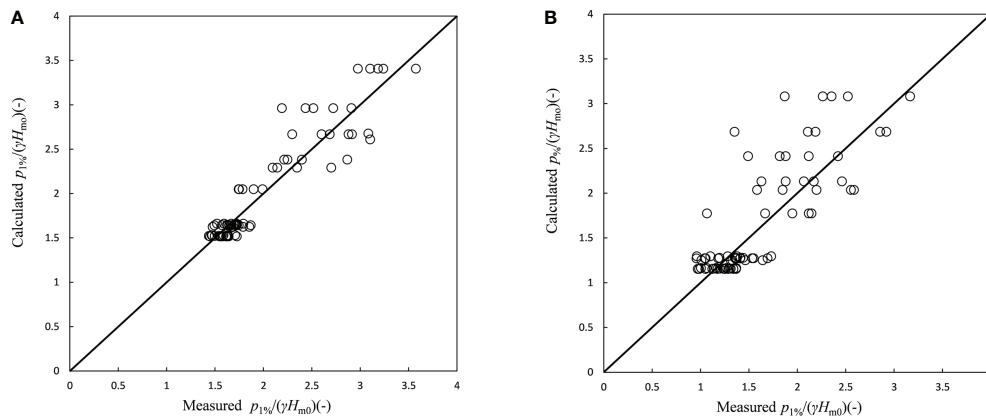 A
4
3.5
3
2.5
2
1.5
1
0.5
0
Calculated p1%/(γHmo)(-)
0 0.5 1 1.5 2 2.5 3 3.5 4
Measured p1%/(γHm0)(-)
B
4
3.5
3
2.5
2
1.5
1
0.5
0
Calculated p%/(γHmo)(-)
0 0.5 1 1.5 2 2.5 3 3.5
Measured p1%/(γHm0)(-)